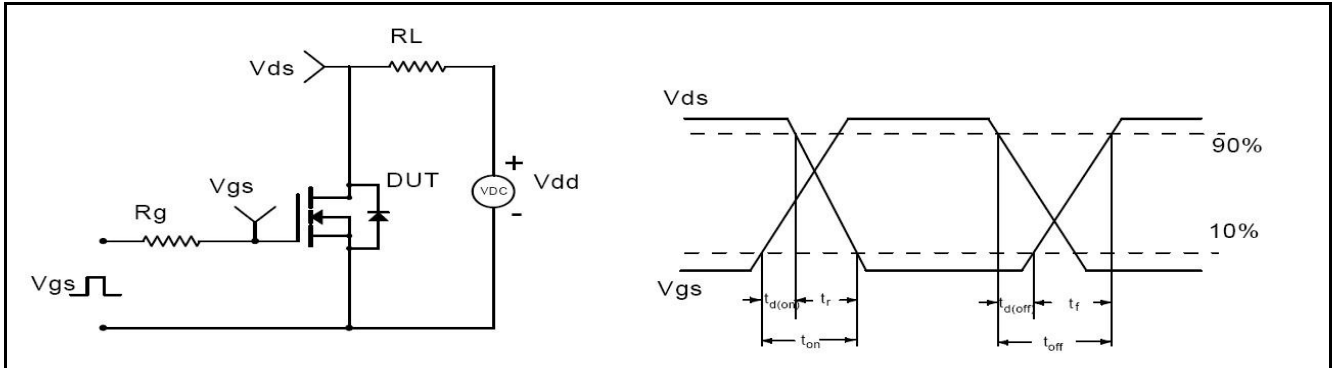 RL
Vds
Vgs
DUT
+
VDC
Vdd
-
Rg
Vgs
Vds
90%
10%
Vgs
td(on)
tr
td(off)
tf
ton
toff